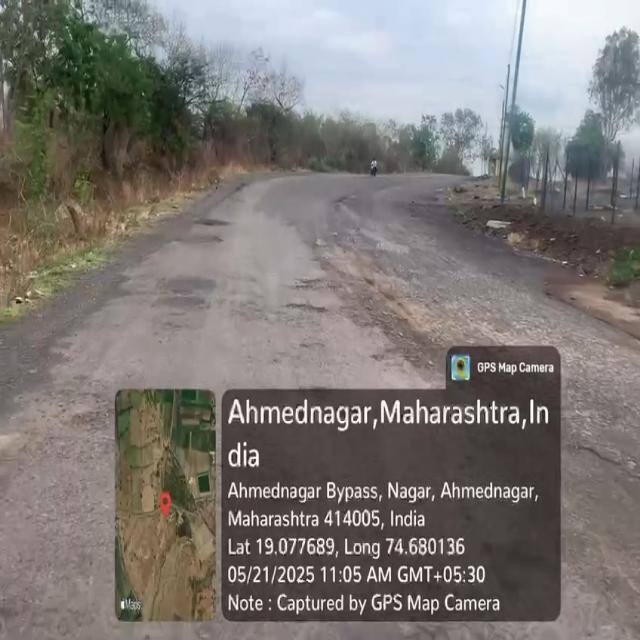 GPS Map Camera
Ahmednagar,Maharashtra,In
dia
Ahmednagar Bypass, Nagar, Ahmednagar,
Maharashtra 414005, India
Lat 19.077689, Long 74.680136
05/21/2025 11:05 AM GMT+05:30
Note : Captured by GPS Map Camera
Maps